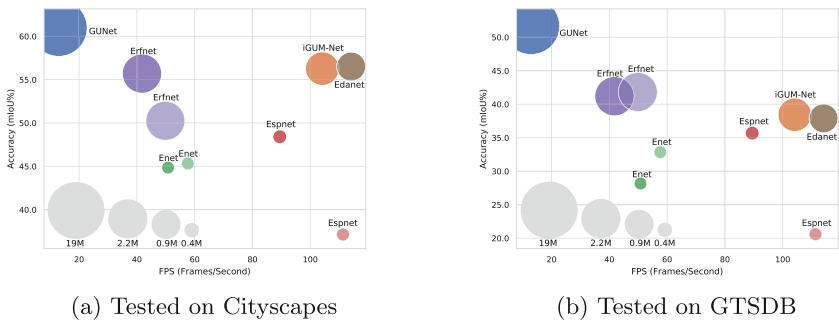 60.0
55.0
50.0
45.0
40.0
Accuracy (mIoU%)
GUNet
Erfnet
Erfnet
iGUM-Net
Edanet
Espnet
Enet
Enet
Espnet
19M
2.2M
0.9M
0.4M
20
40
60
80
100
FPS (Frames/Second)
(a) Tested on Cityscapes
50.0
45.0
40.0
35.0
30.0
25.0
20.0
Accuracy (mIoU%)
GUNet
Erfnet
Erfnet
iGUM-Net
Edanet
Espnet
Enet
Enet
Espnet
19M
2.2M
0.9M
0.4M
20
40
60
80
100
FPS (Frames/Second)
(b) Tested on GTSDB